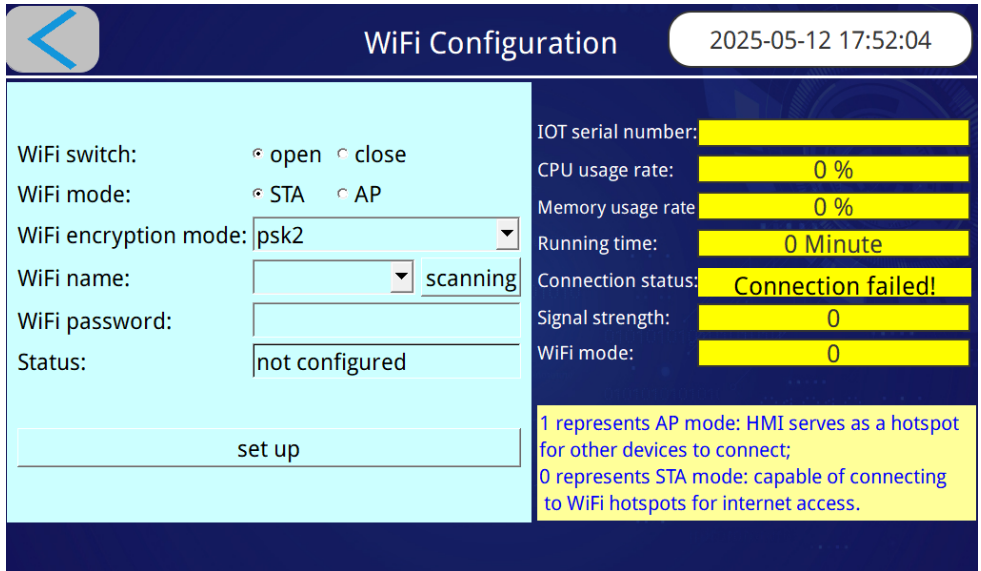 WiFi Configuration
2025-05-12 17:52:04
WiFi switch: open close
WiFi mode: STA AP
WiFi encryption mode: psk2
WiFi name: scanning
WiFi password:
Status: not configured
set up
IOT serial number:
CPU usage rate: 0 %
Memory usage rate 0 %
Running time: 0 Minute
Connection status: Connection failed!
Signal strength: 0
WiFi mode: 0
1 represents AP mode: HMI serves as a hotspot
for other devices to connect;
0 represents STA mode: capable of connecting
to WiFi hotspots for internet access.